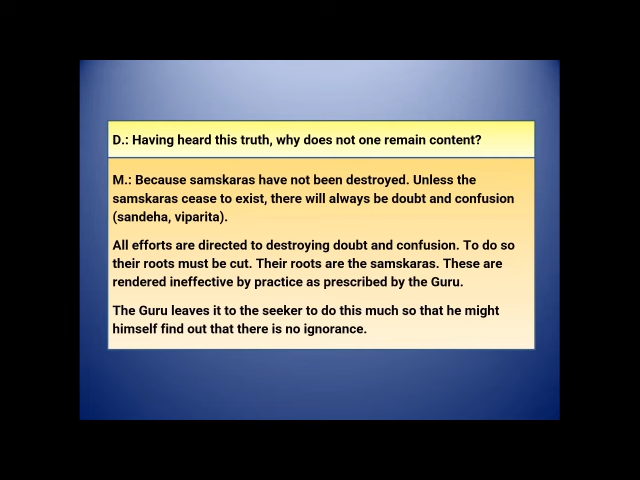 D.: Having heard this truth, why does not one remain content?
M.: Because samskaras have not been destroyed. Unless the
samskaras cease to exist, there will always be doubt and confusion
(sandeha, viparita).
All efforts are directed to destroying doubt and confusion. To do so
their roots must be cut. Their roots are the samskaras. These are
rendered ineffective by practice as prescribed by the Guru.
The Guru leaves it to the seeker to do this much so that he might
himself find out that there is no ignorance.